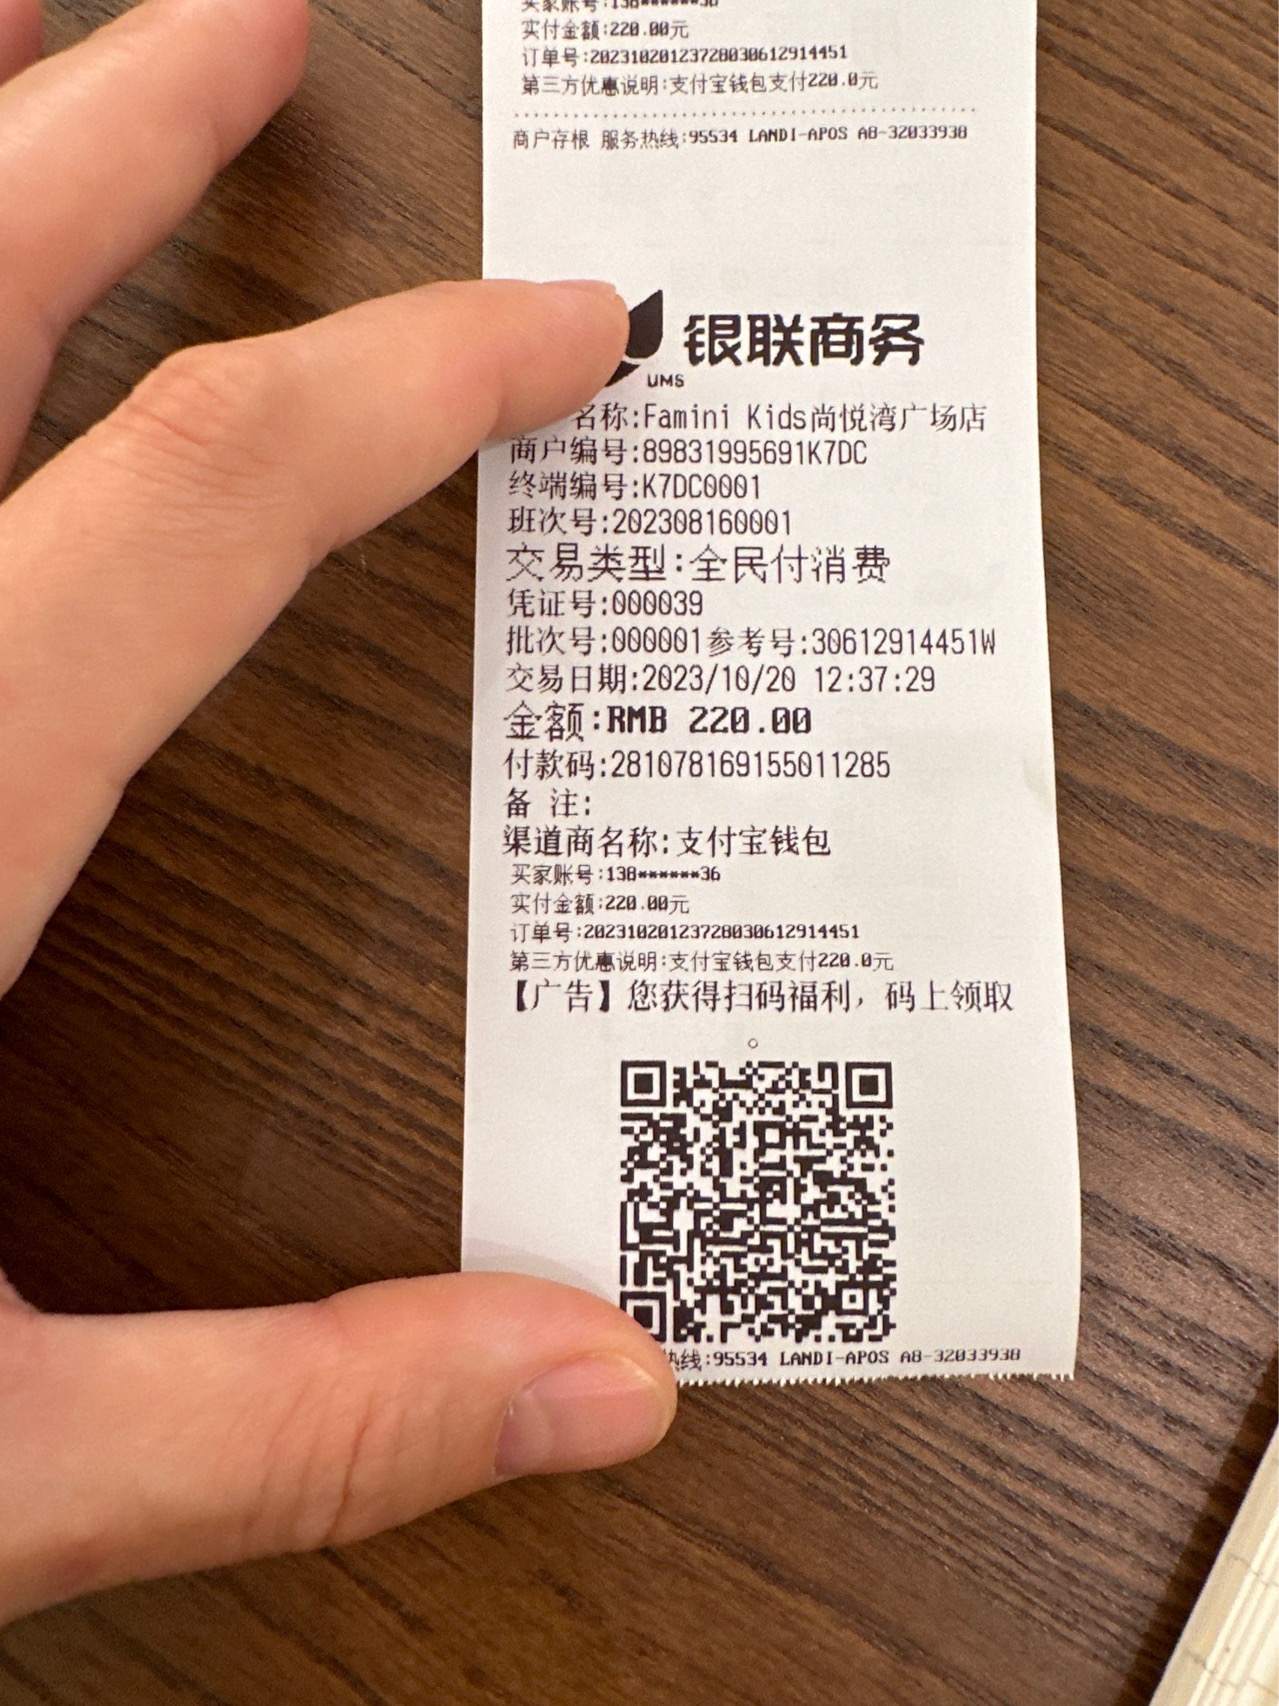 买家账号:138******36
实付金额:220.00元
订单号:20231020123728030612914451
第三方优惠说明:支付宝钱包支付220.0元
商户存根 服务热线:95534 LANDI-APOS A8-32033938
银联商务
UMS
名称:Famini Kids尚悦湾广场店
商户编号:89831995691K7DC
终端编号:K7DC0001
班次号:202308160001
交易类型:全民付消费
凭证号:000039
批次号:000001参考号:30612914451W
交易日期:2023/10/20 12:37:29
金额:RMB 220.00
付款码:281078169155011285
备 注:
渠道商名称:支付宝钱包
买家账号:138******36
实付金额:220.00元
订单号:20231020123728030612914451
第三方优惠说明:支付宝钱包支付220.0元
【广告】您获得扫码福利，码上领取
。
热线:95534 LANDI-APOS A8-32033938